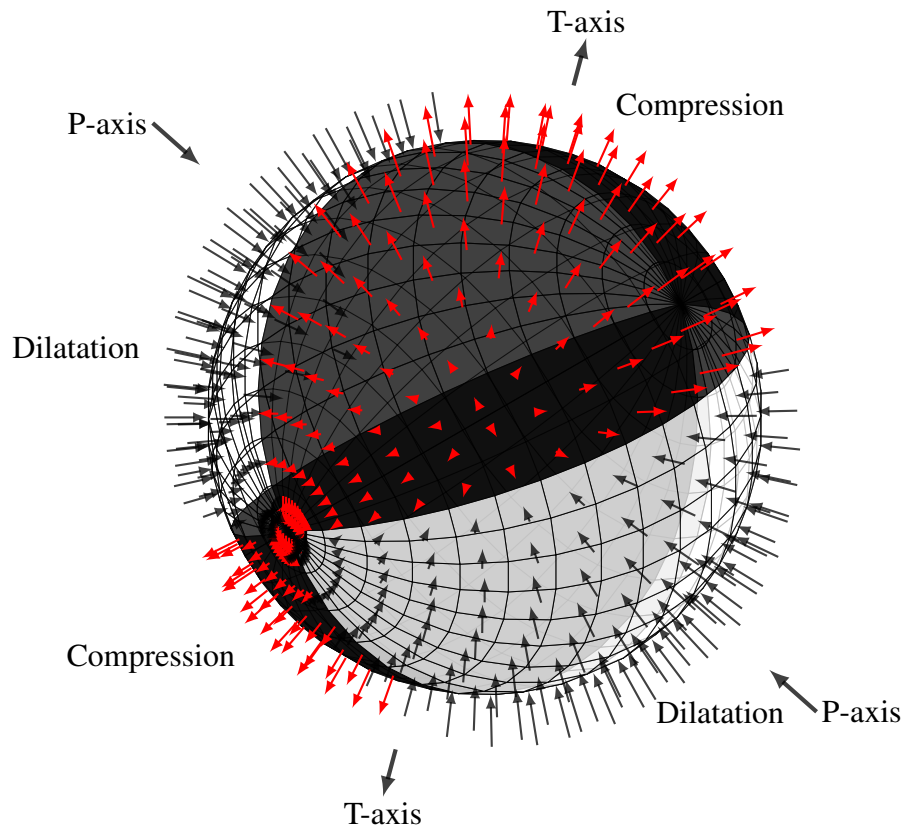 T-axis
Compression
P-axis
Dilatation
Compression
Dilatation
P-axis
T-axis